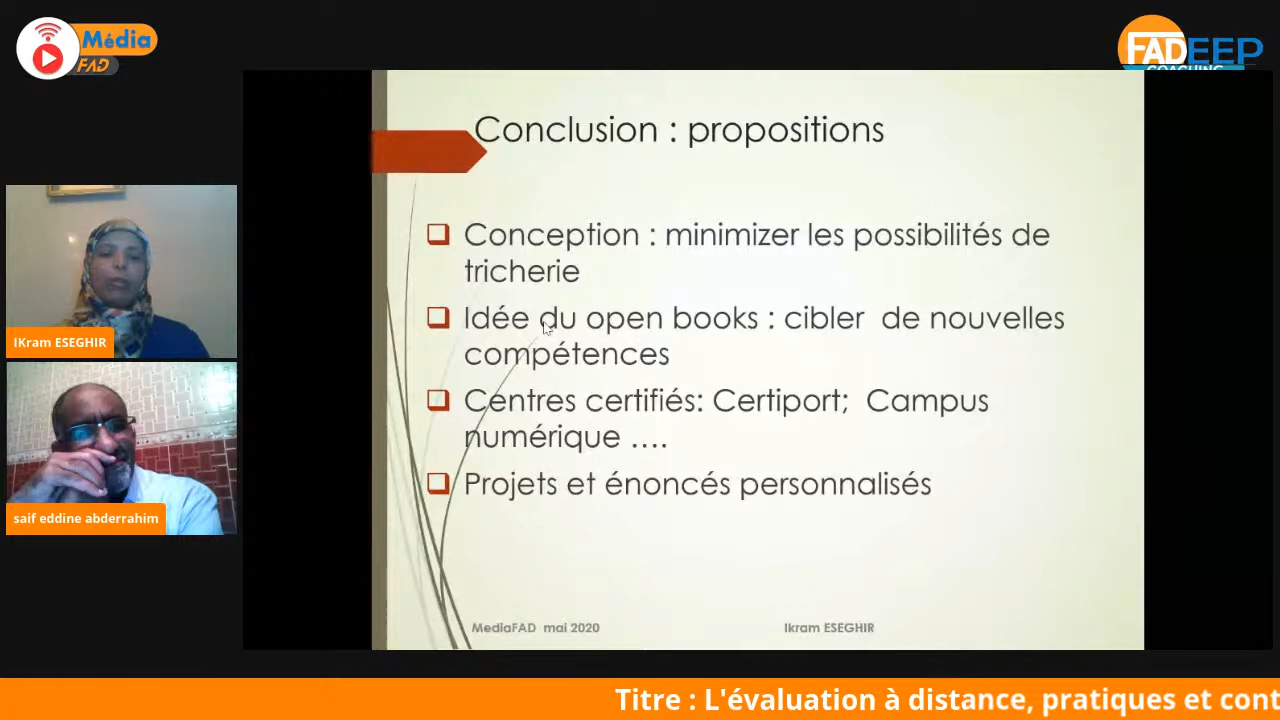 Média
FAD
FADEEP
Conclusion : propositions
Conception : minimizer les possibilités de
tricherie
Idée du open books : cibler de nouvelles
compétences
Centres certifiés: Certiport; Campus
numérique ....
Projets et énoncés personnalisés
MediaFAD mai 2020
Ikram ESEGHIR
IKram ESEGHIR
saif eddine abderrahim
Titre : L'évaluation à distance, pratiques et cont